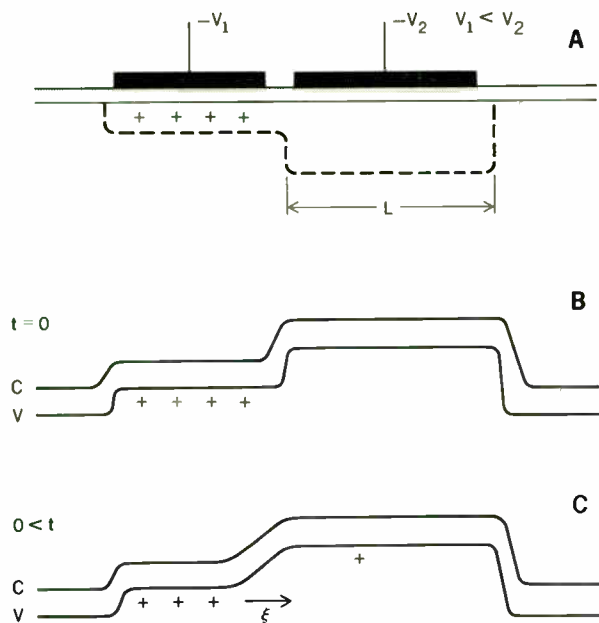 −V₁ −V₂ V₁ < V₂
A
+ + + +
L
B
t = 0
C
V
+ + + +
C
0 < t
+
C
V
+ + +
ξ